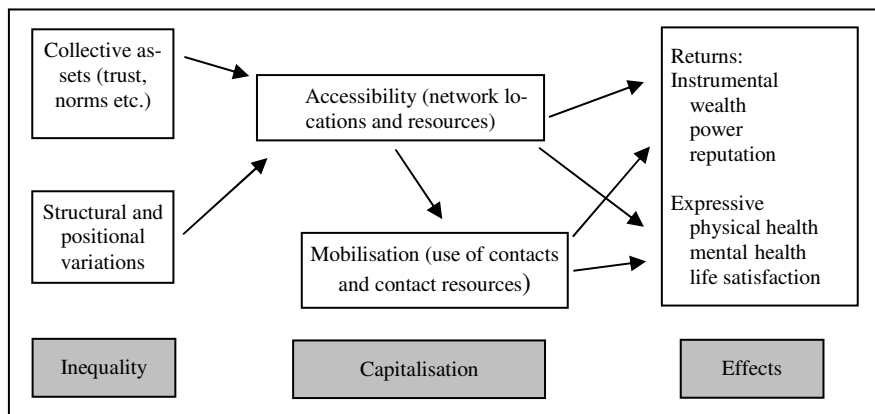 Collective as-
sets (trust,
norms etc.)
Structural and
positional
variations
Accessibility (network lo-
cations and resources)
Mobilisation (use of contacts
and contact resources)
Returns:
Instrumental
wealth
power
reputation
Expressive
physical health
mental health
life satisfaction
Inequality
Capitalisation
Effects